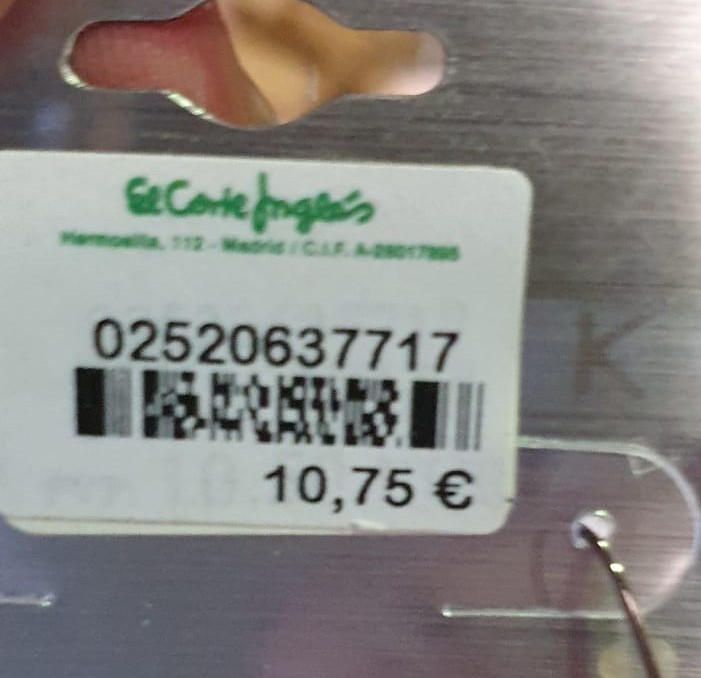 El Corte Inglés
Hermosilla, 112 - Madrid / C.I.F. A-28017895
02520637717
10,75 €
K